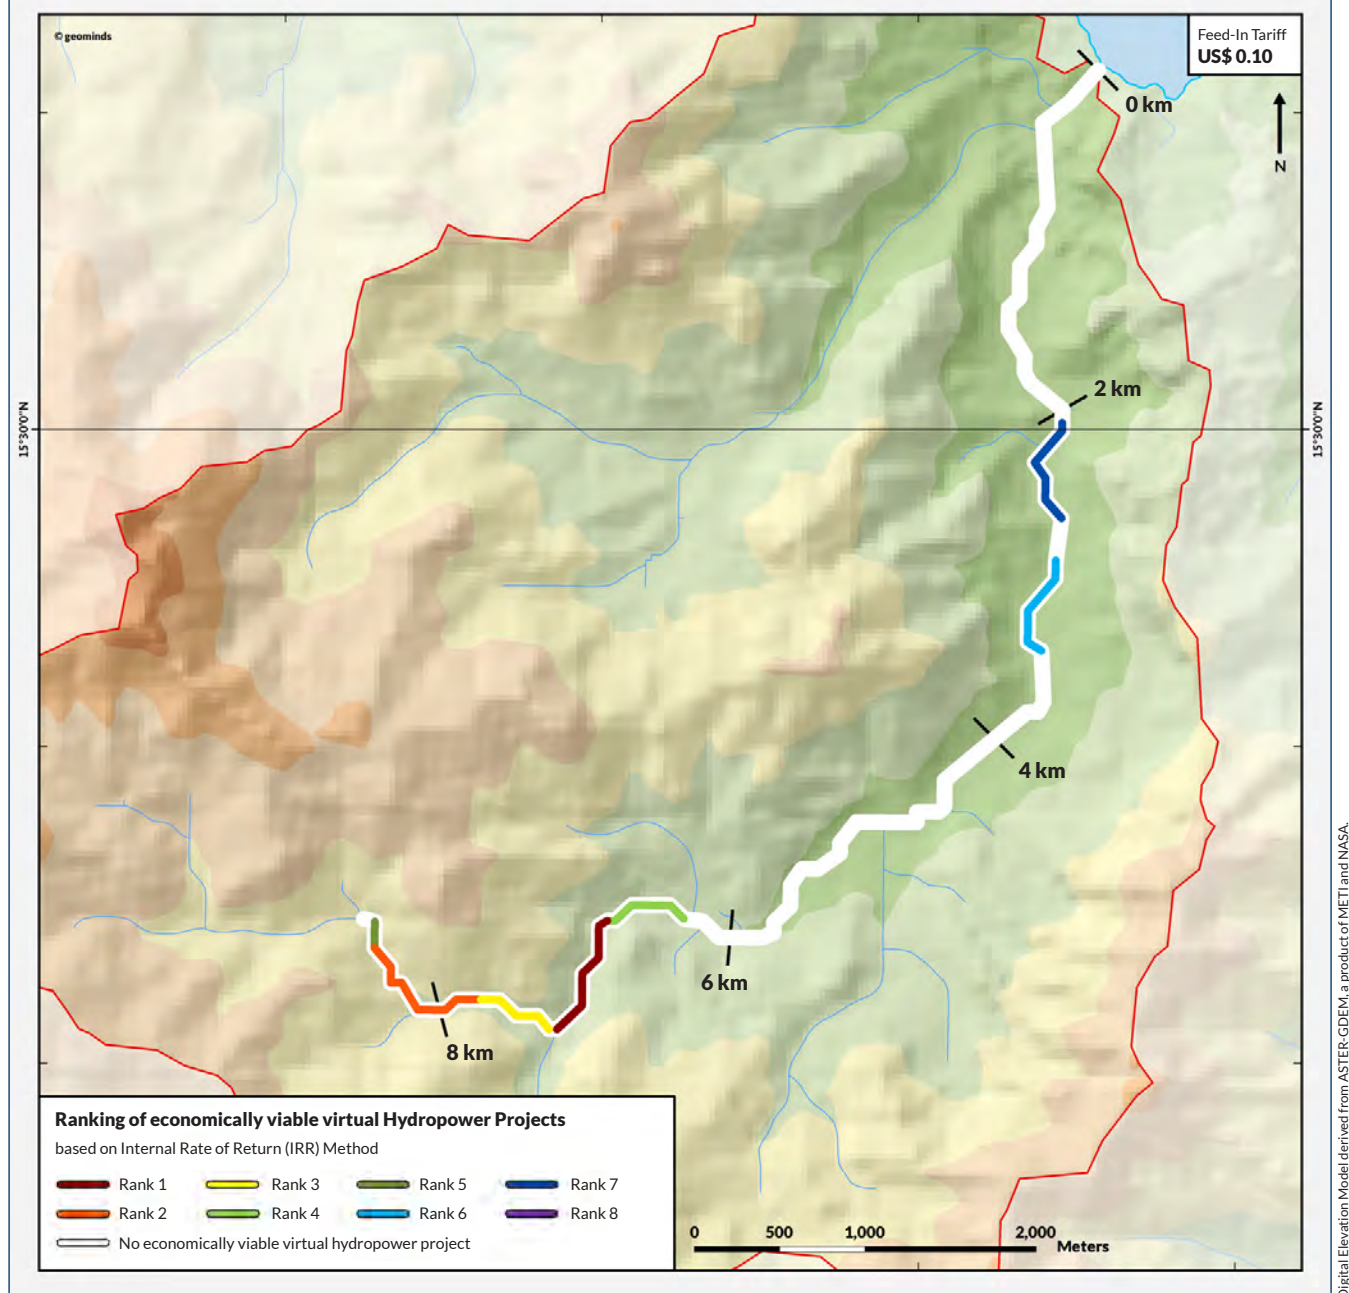 © geominds
Feed-In Tariff
US$ 0.10
0 km
N
2 km
15°30'0"N
15°30'0"N
4 km
6 km
8 km
Ranking of economically viable virtual Hydropower Projects
based on Internal Rate of Return (IRR) Method
Rank 1
Rank 3
Rank 5
Rank 7
Rank 2
Rank 4
Rank 6
Rank 8
No economically viable virtual hydropower project
0 500 1,000 2,000
Meters
Digital Elevation Model derived from ASTER-GDEM, a product of METI and NASA.